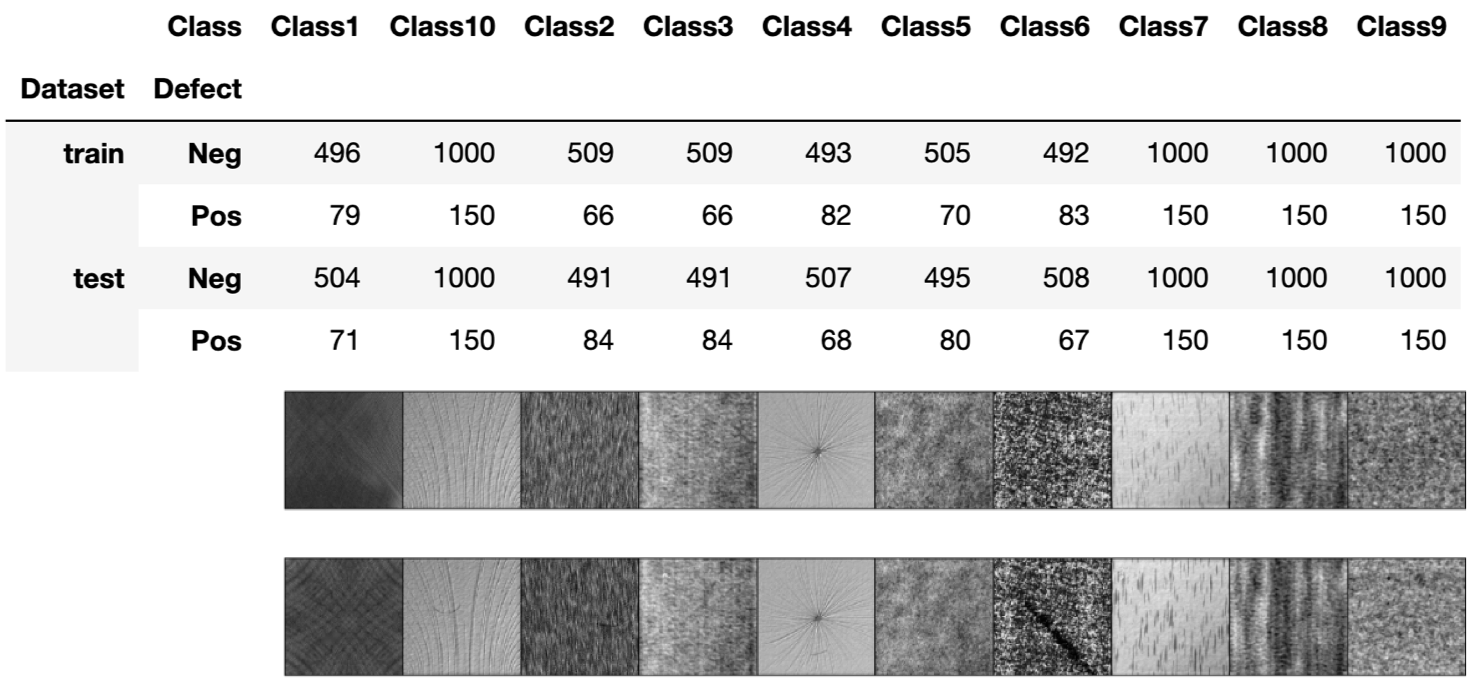 Class Class1 Class10 Class2 Class3 Class4 Class5 Class6 Class7 Class8 Class9
Dataset Defect
train Neg 496 1000 509 509 493 505 492 1000 1000 1000
Pos 79 150 66 66 82 70 83 150 150 150
test Neg 504 1000 491 491 507 495 508 1000 1000 1000
Pos 71 150 84 84 68 80 67 150 150 150